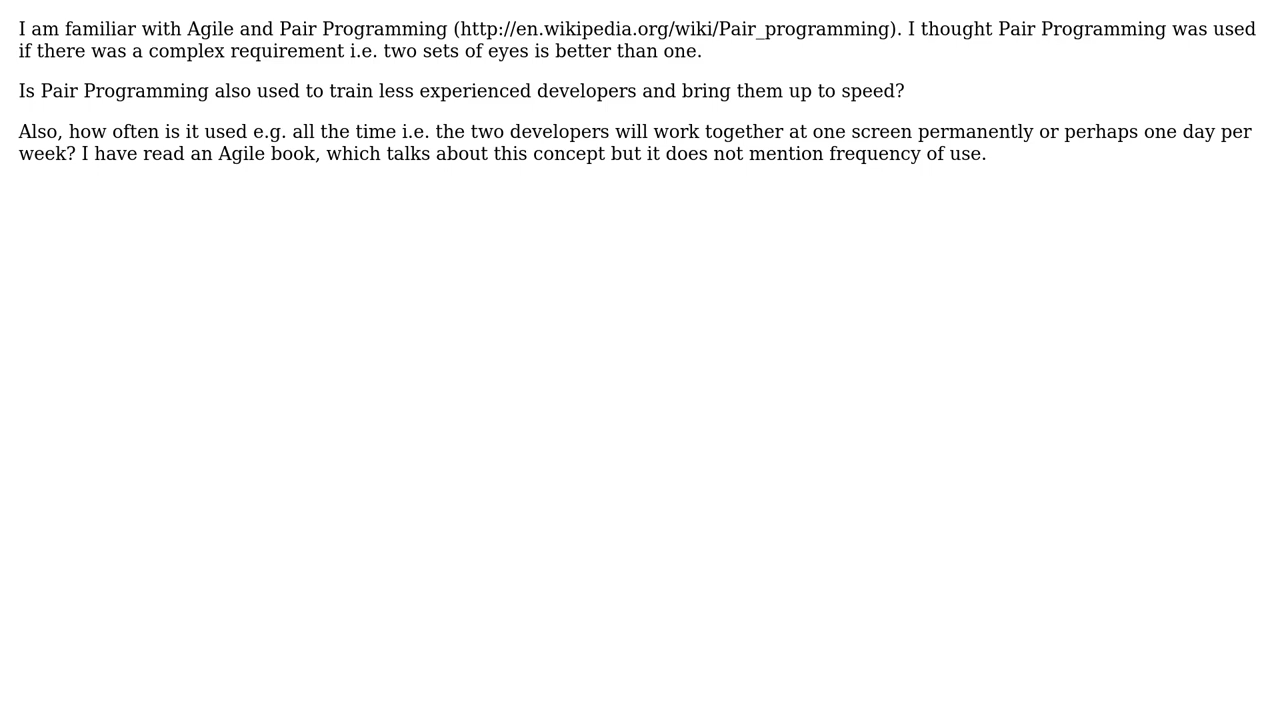 I am familiar with Agile and Pair Programming (http://en.wikipedia.org/wiki/Pair_programming). I thought Pair Programming was used
if there was a complex requirement i.e. two sets of eyes is better than one.
Is Pair Programming also used to train less experienced developers and bring them up to speed?
Also, how often is it used e.g. all the time i.e. the two developers will work together at one screen permanently or perhaps one day per
week? I have read an Agile book, which talks about this concept but it does not mention frequency of use.